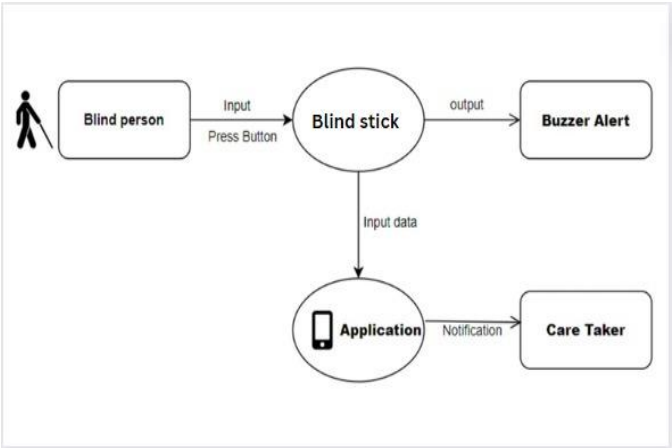 Blind person
Input
Press Button
Blind stick
output
Buzzer Alert
Input data
Application
Notification
Care Taker